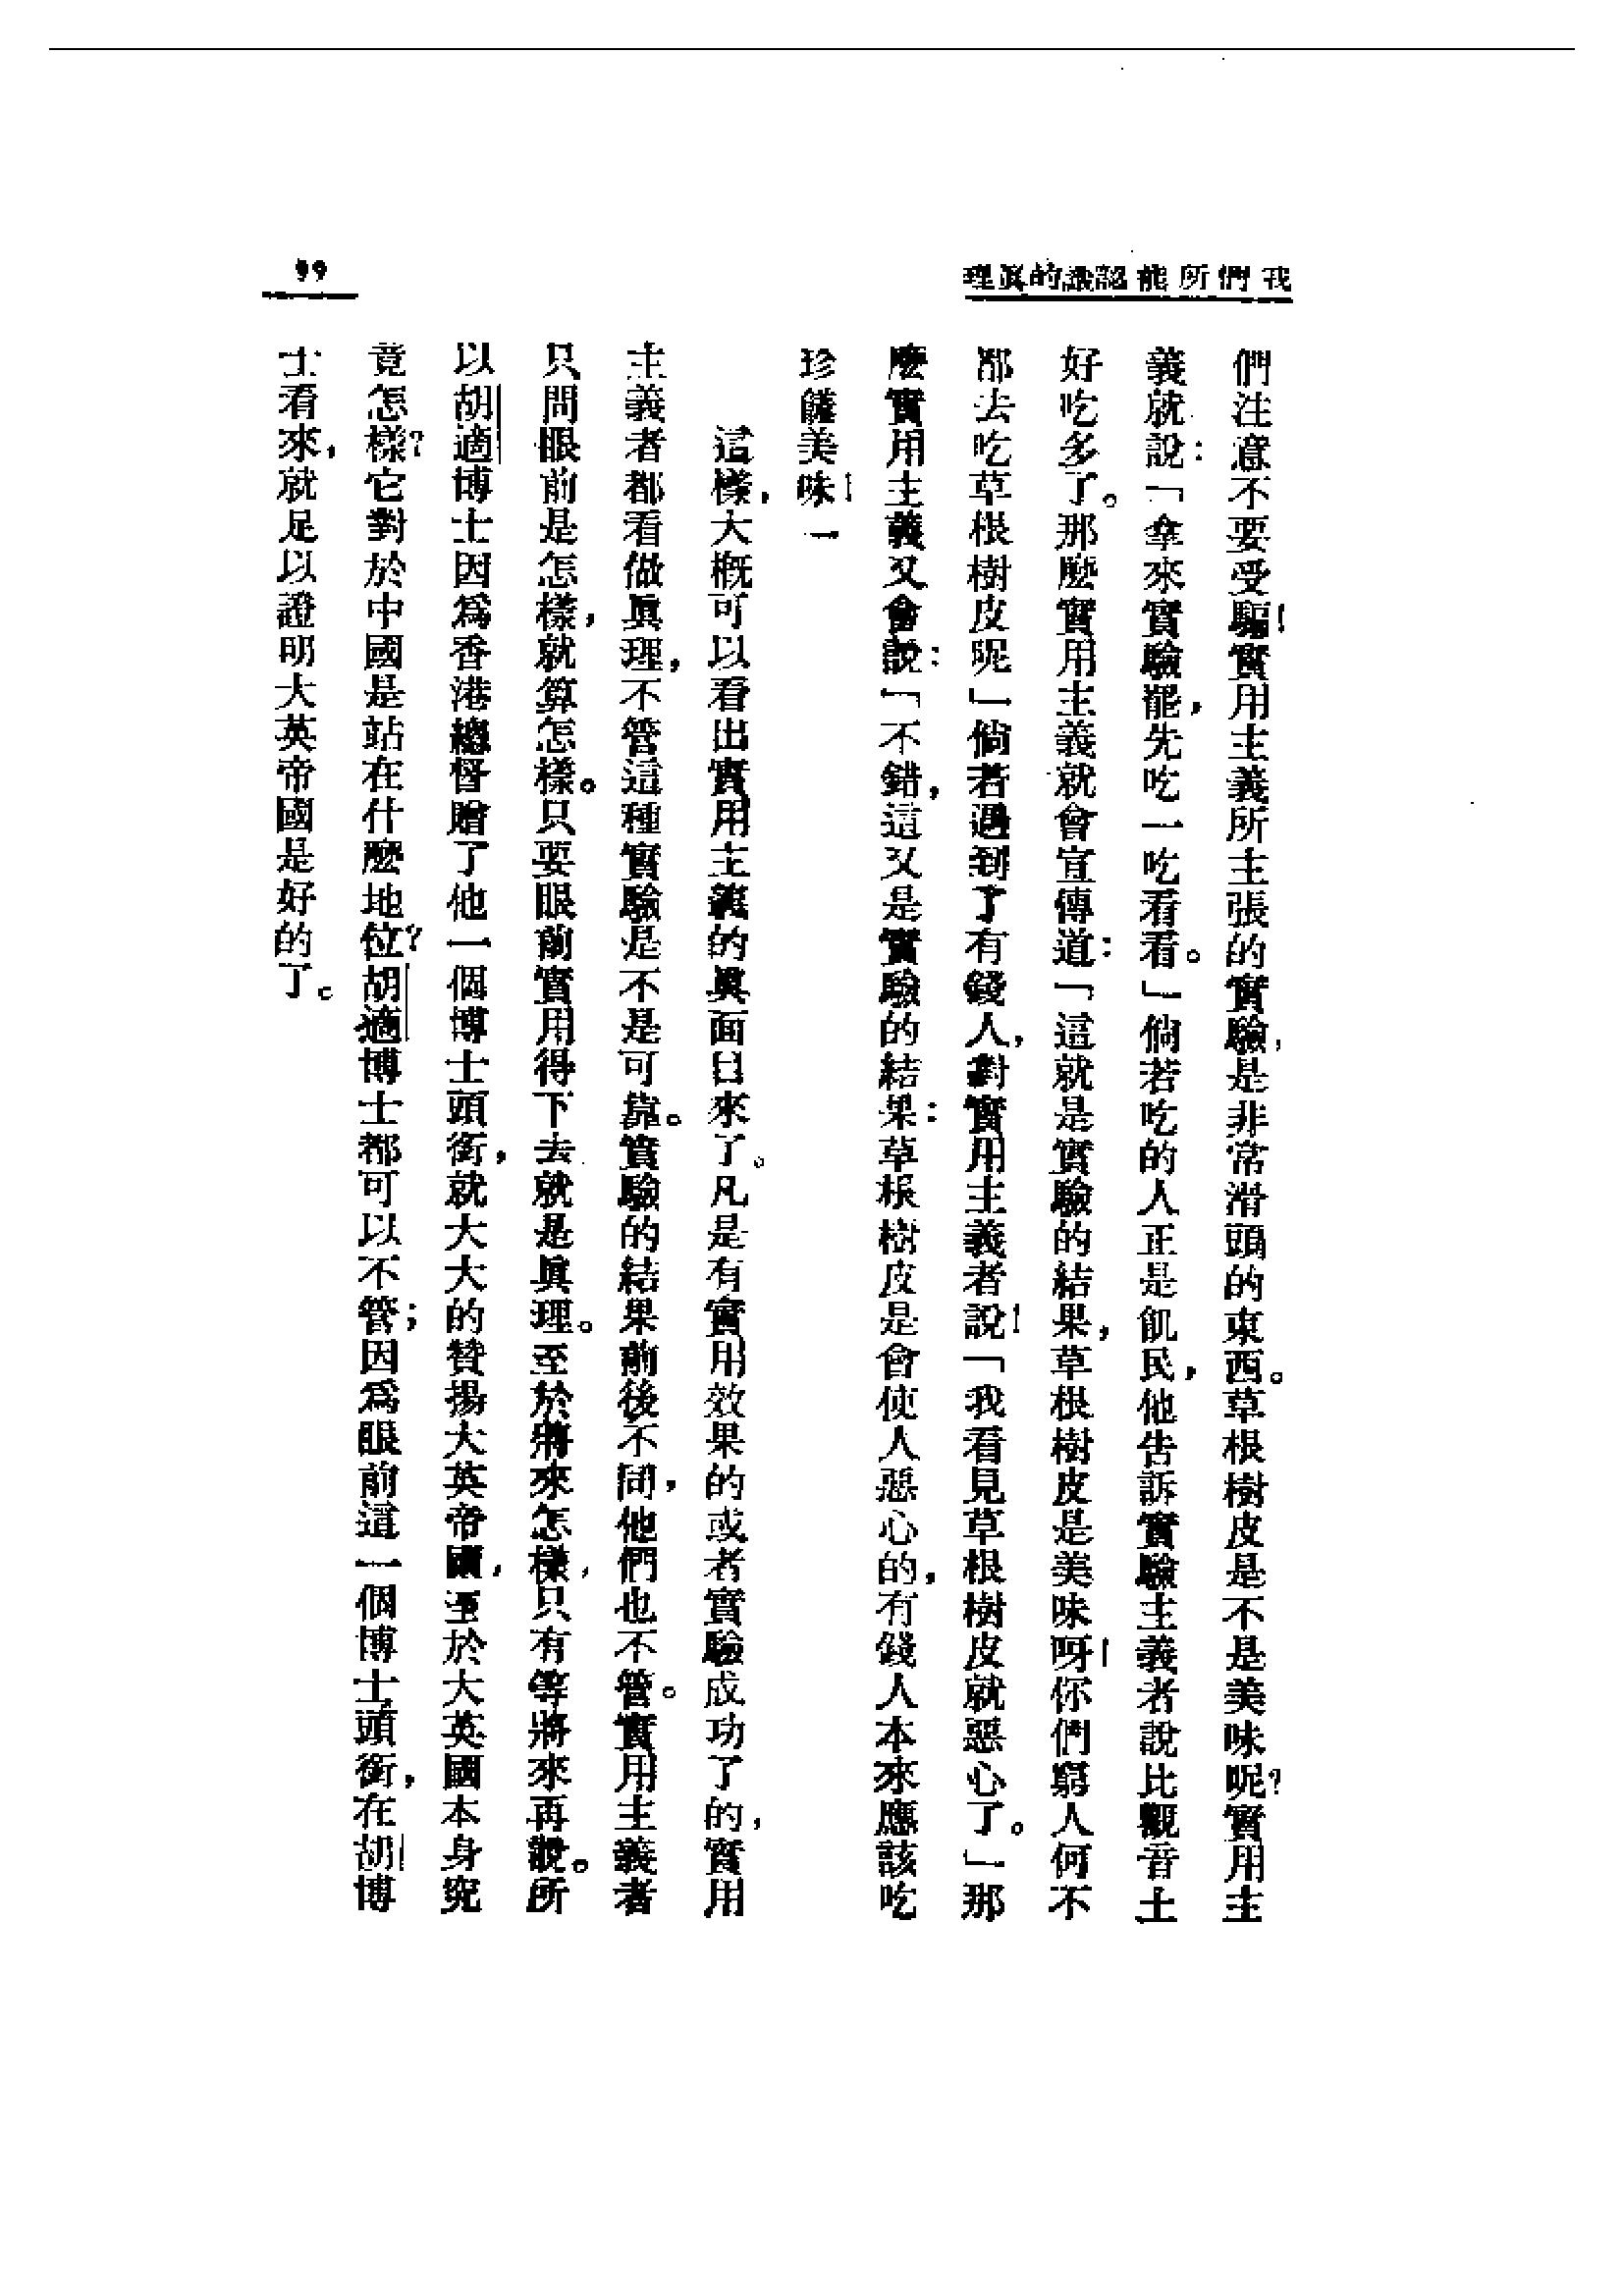 我們所能認識的眞理
99
們注意不要受騙！實用主義所主張的實驗，是非常滑頭的東西。草根樹皮是不是美味呢？實用主
義就說：「拿來實驗罷，先吃一吃看看。」倘若吃的人正是飢民，他告訴實驗主義者說比觀音土
好吃多了。那麼實用主義就會宣傳道：「這就是實驗的結果，草根樹皮是美味呀！你們窮人何不
都去吃草根樹皮呢」倘若遇到了有錢人，對實用主義者說！「我看見草根樹皮就惡心了。」那
麼實用主義又會說：「不錯，這又是實驗的結果：草根樹皮是會使人惡心的，有錢人本來應該吃
珍饈美味！」
這樣，大概可以看出實用主義的眞面目來了。凡是有實用效果的或者實驗成功了的，實用
主義者都看做眞理，不管這種實驗是不是可靠。實驗的結果前後不同，他們也不管。實用主義者
只問眼前是怎樣，就算怎樣。只要眼前實用得下去就是眞理。至於將來怎樣，只有等將來再說。所
以胡適博士因爲香港總督贈了他一個博士頭銜，就大大的贊揚大英帝國，至於大英國本身究
竟怎樣？它對於中國是站在什麼地位？胡適博士都可以不管；因爲眼前這一個博士頭銜，在胡博
士看來，就足以證明大英帝國是好的了。